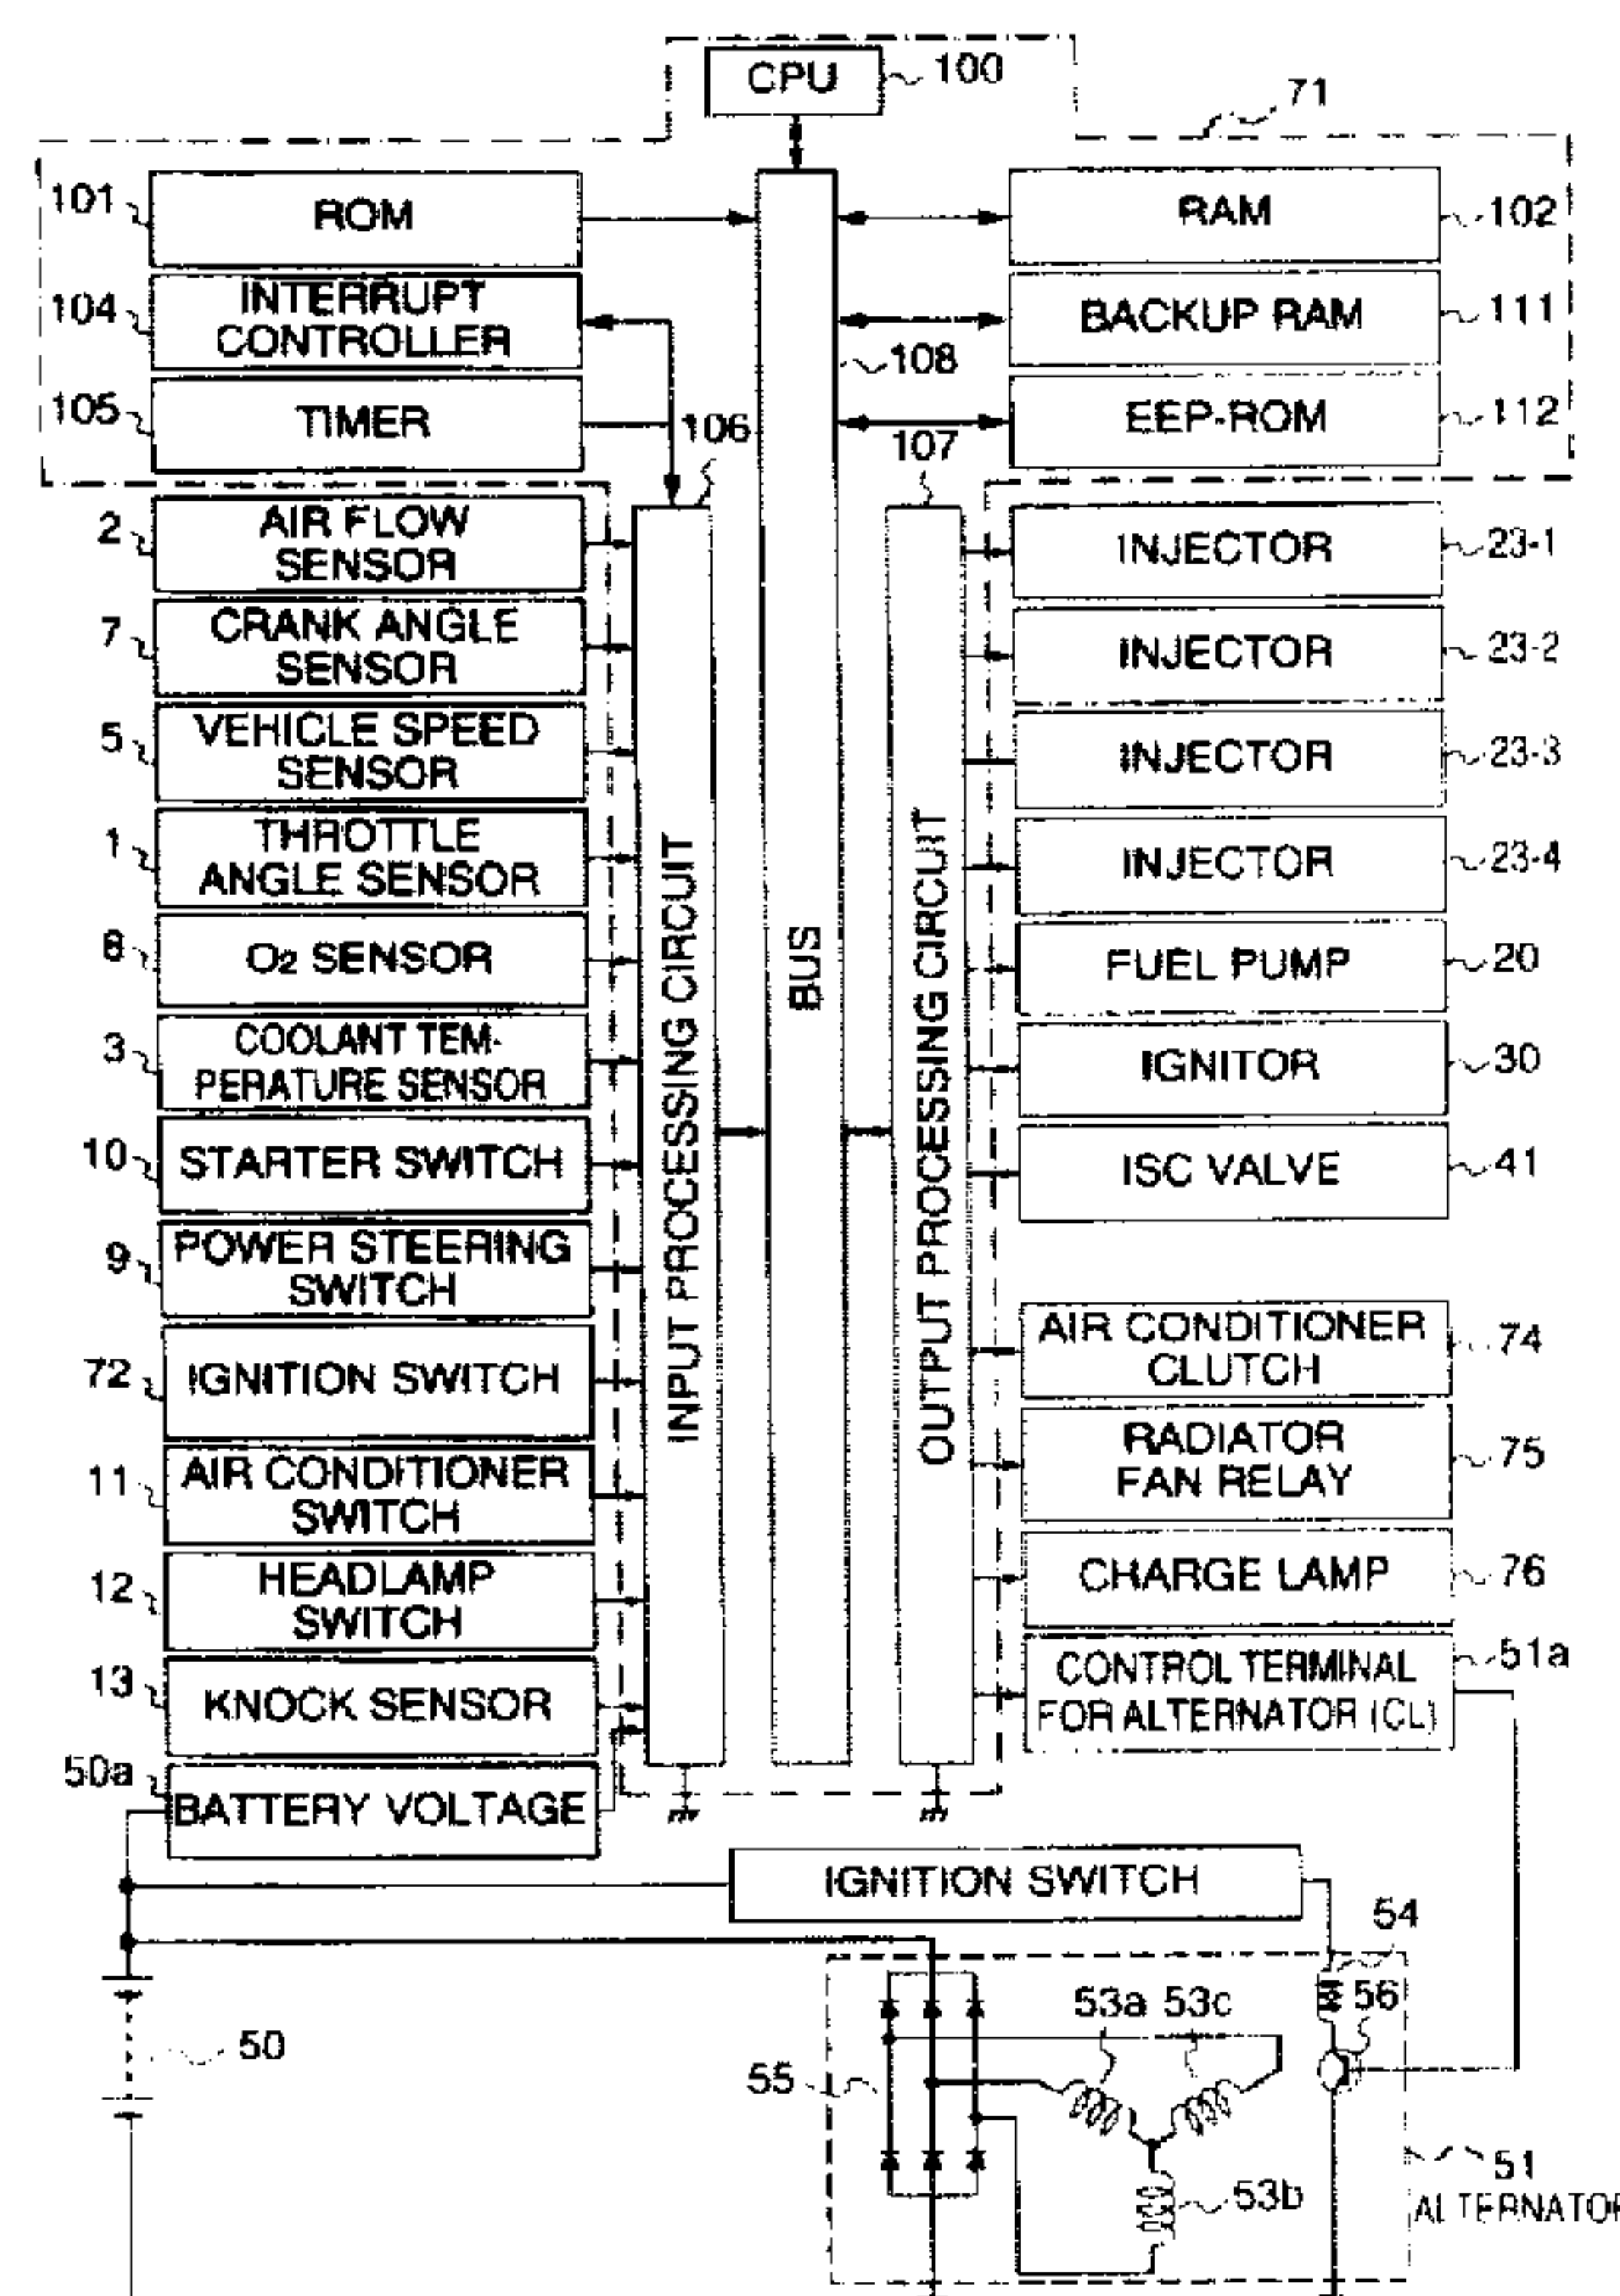 CPU
100
71
101
ROM
RAM
102
104
INTERRUPT
CONTROLLER
BACKUP RAM
111
108
105
TIMER
EEP-ROM
112
106
107
2
AIR FLOW
SENSOR
INJECTOR
23-1
7
CRANK ANGLE
SENSOR
INJECTOR
23-2
5
VEHICLE SPEED
SENSOR
INJECTOR
23-3
1
THROTTLE
ANGLE SENSOR
INJECTOR
23-4
8
O2 SENSOR
FUEL PUMP
20
3
COOLANT TEM-
PERATURE SENSOR
IGNITOR
30
10
STARTER SWITCH
ISC VALVE
41
9
POWER STEERING
SWITCH
INPUT PROCESSING CIRCUIT
BUS
OUTPUT PROCESSING CIRCUIT
AIR CONDITIONER
CLUTCH
74
72
IGNITION SWITCH
RADIATOR
FAN RELAY
75
11
AIR CONDITIONER
SWITCH
12
HEADLAMP
SWITCH
CHARGE LAMP
76
13
KNOCK SENSOR
CONTROL TERMINAL
FOR ALTERNATOR (CL)
51a
50a
BATTERY VOLTAGE
IGNITION SWITCH
54
53a
53c
56
50
55
51
ALTERNATOR
53b